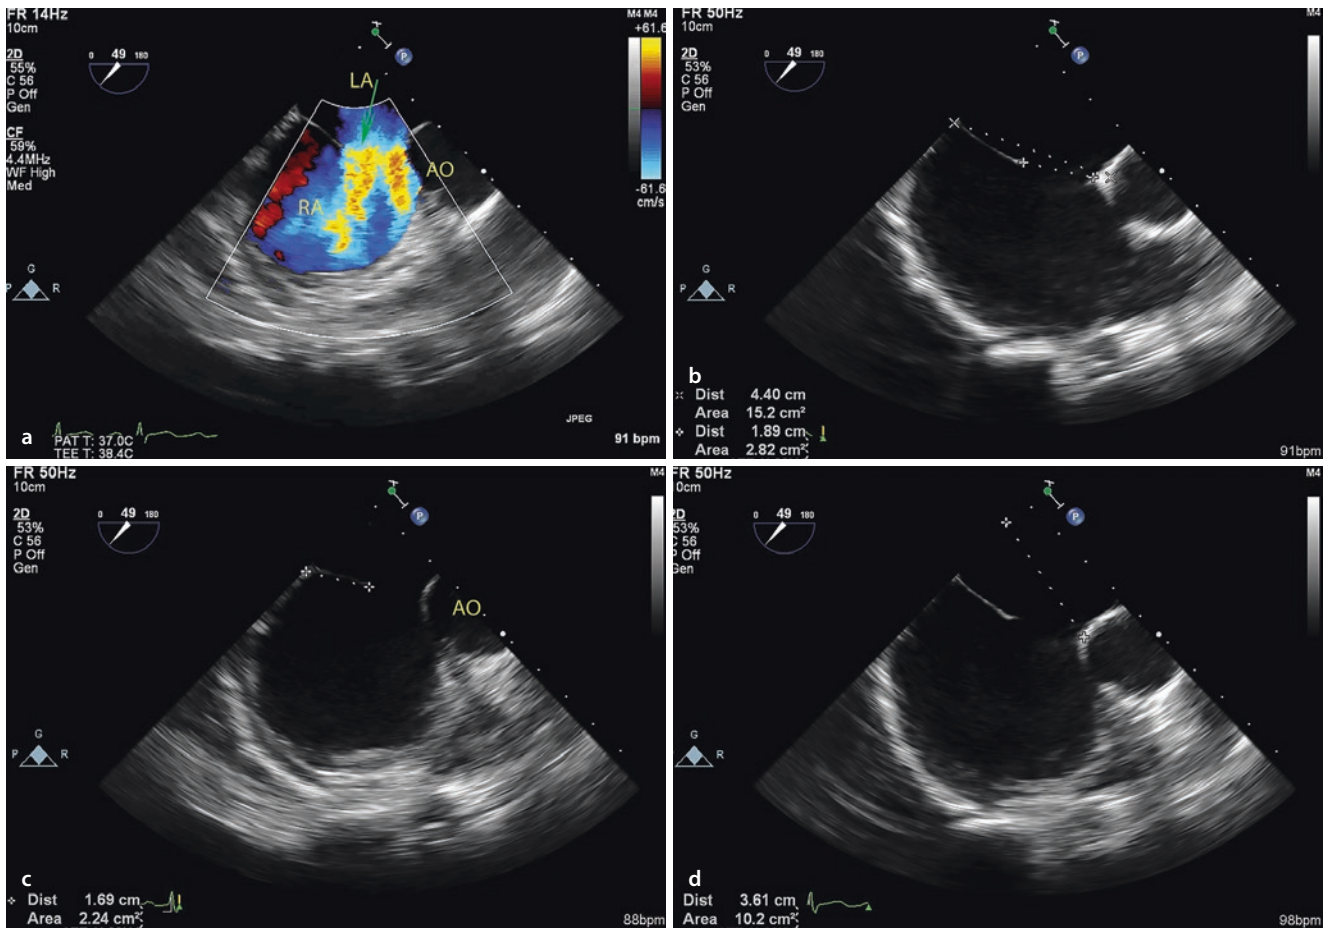 FR 14Hz
10cm
M4 M4
+61.6
2D
55%
C 56
P Off
Gen
0 49 180
P
CF
59%
4.4MHz
WF High
Med
LA
AO
RA
-61.6
cm/s
G
P R
JPEG
a
PAT T: 37.0C
TEE T: 38.4C
91 bpm
FR 50Hz
10cm
M4
2D
53%
C 56
P Off
Gen
0 49 180
P
G
P R
b
Dist 4.40 cm
Area 15.2 cm²
Dist 1.89 cm
Area 2.82 cm²
91bpm
FR 50Hz
10cm
M4
2D
53%
C 56
P Off
Gen
0 49 180
P
AO
G
P R
c
Dist 1.69 cm
Area 2.24 cm²
88bpm
FR 50Hz
0cm
M4
2D
53%
C 56
P Off
Gen
0 49 180
P
G
P R
d
Dist 3.61 cm
Area 10.2 cm²
98bpm